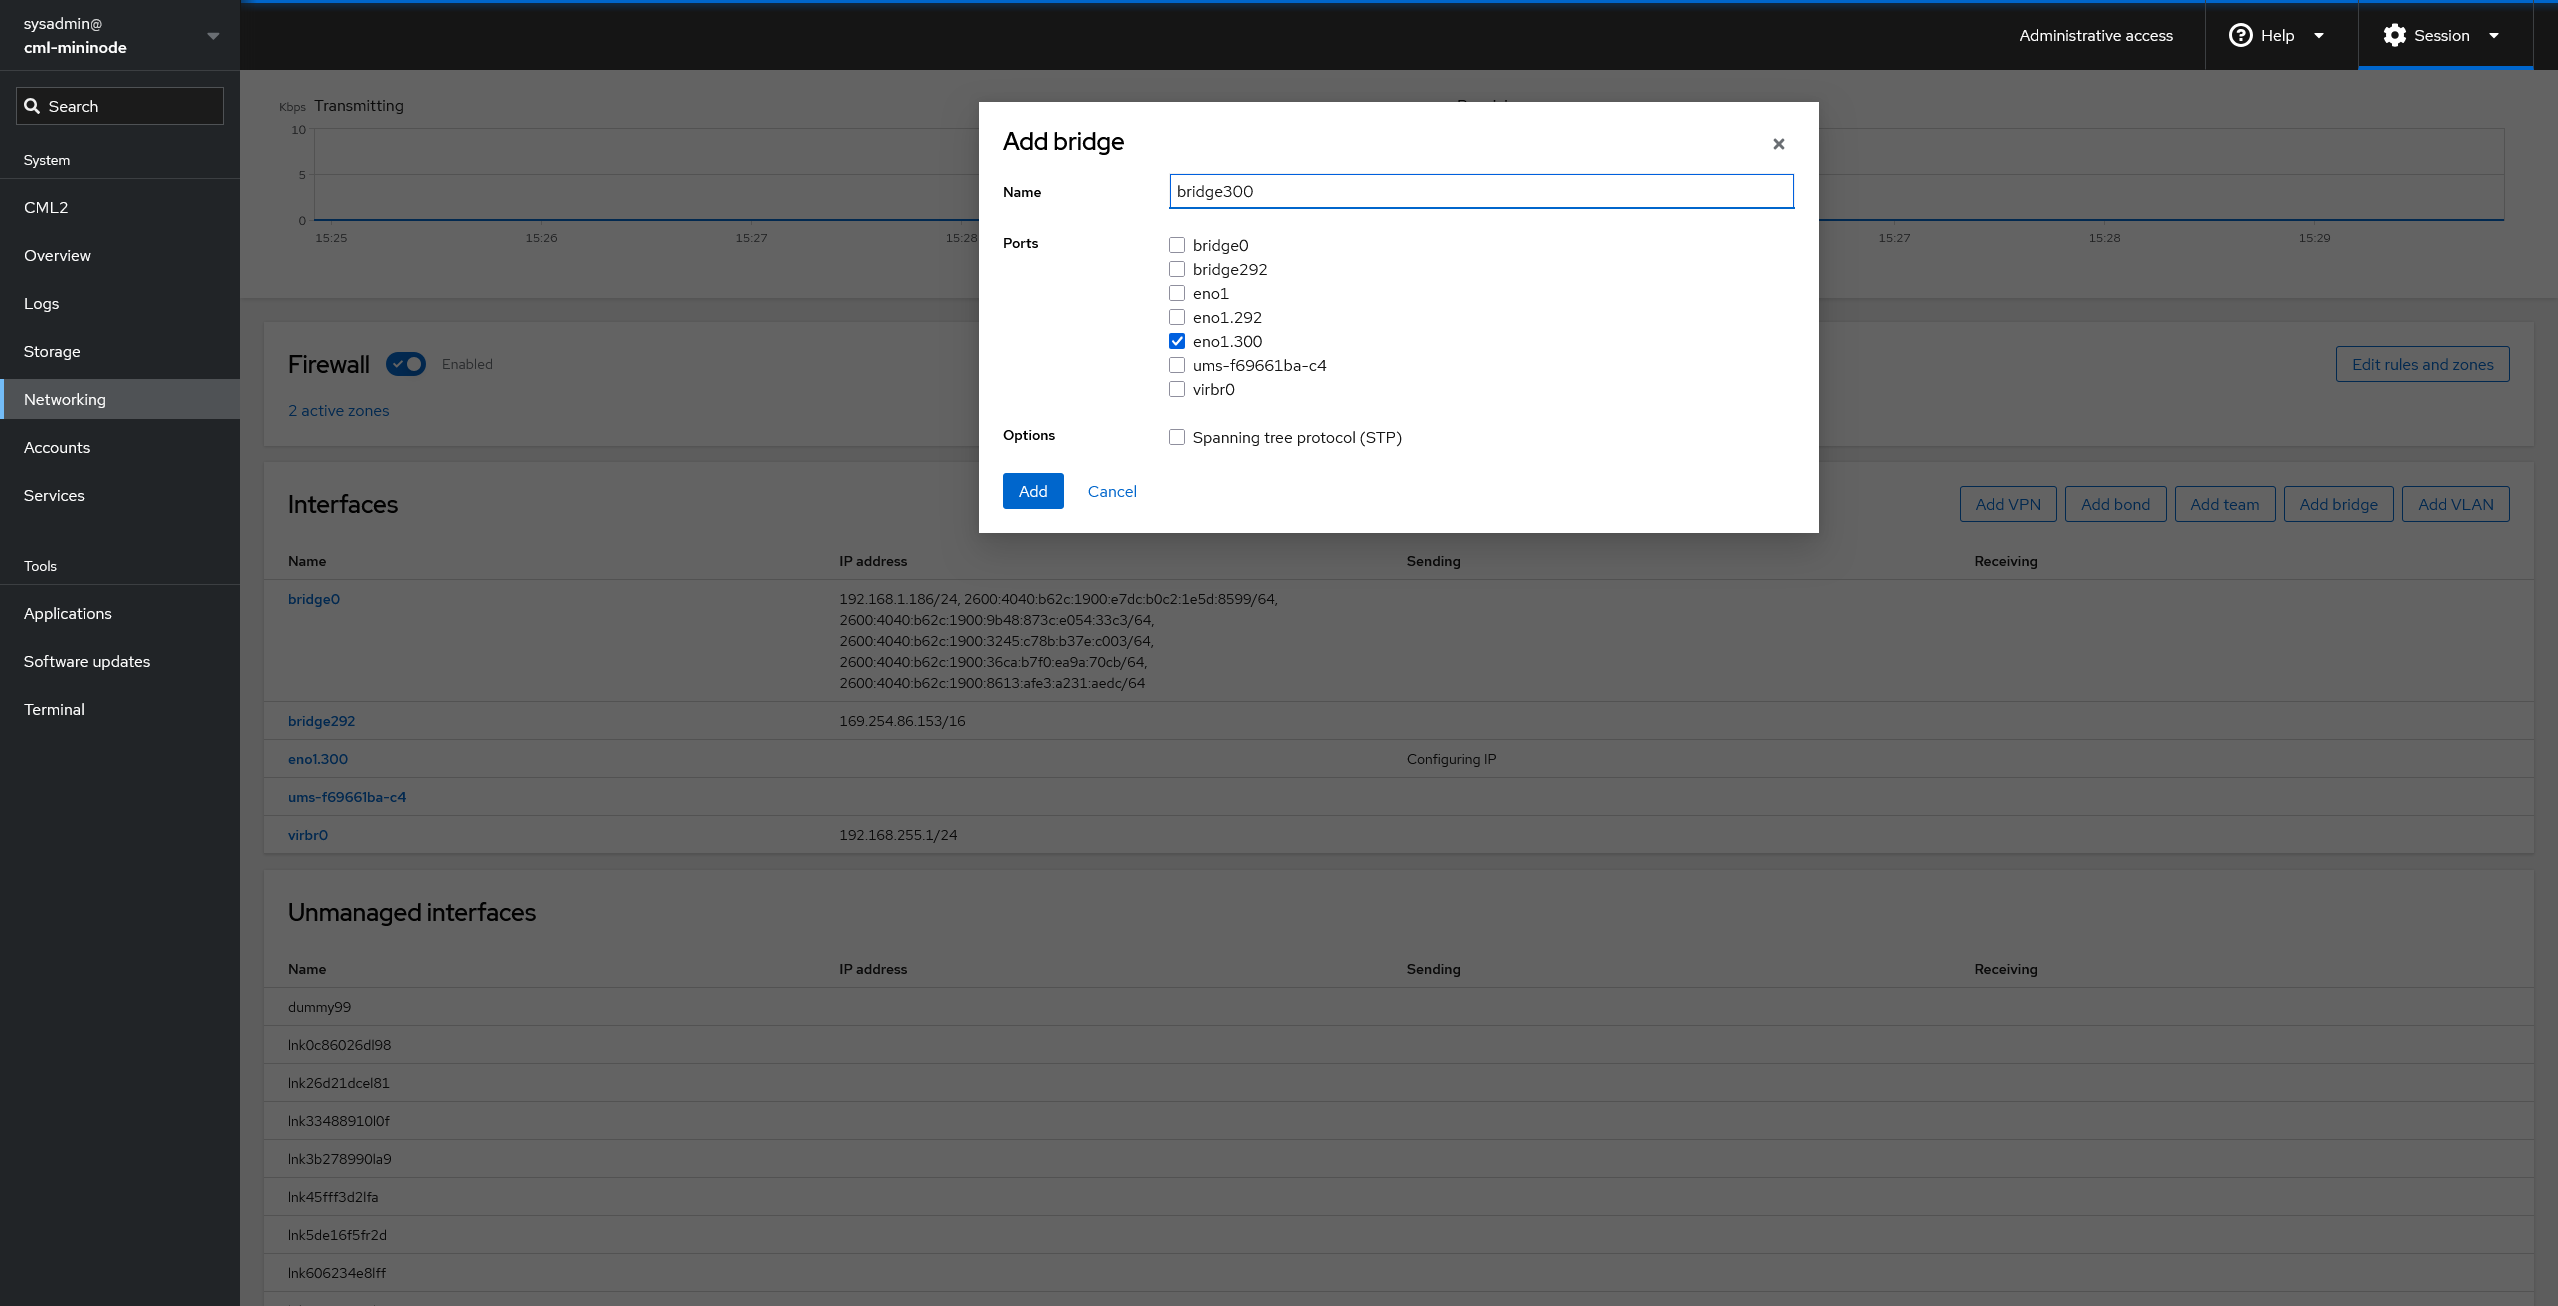 sysadmin@
cml-mininode
Administrative access
Help
Session
Search
System
CML2
Overview
Logs
Storage
Networking
Accounts
Services
Tools
Applications
Software updates
Terminal
Kbps Transmitting
10
5
0
15:25 15:26 15:27 15:28 15:27 15:28 15:29
Add bridge
Name bridge300
Ports
bridge0
bridge292
eno1
eno1.292
eno1.300
ums-f69661ba-c4
virbr0
Options Spanning tree protocol (STP)
Add Cancel
Firewall Enabled
2 active zones
Edit rules and zones
Interfaces
Add VPN Add bond Add team Add bridge Add VLAN
Name IP address Sending Receiving
bridge0 192.168.1.186/24, 2600:4040:b62c:1900:e7dc:b0c2:1e5d:8599/64,
2600:4040:b62c:1900:9b48:873c:e054:33c3/64,
2600:4040:b62c:1900:3245:c78b:b37e:c003/64,
2600:4040:b62c:1900:36ca:b7f0:ea9a:70cb/64,
2600:4040:b62c:1900:8613:afe3:a231:aedc/64
bridge292 169.254.86.153/16
eno1.300 Configuring IP
ums-f69661ba-c4
virbr0 192.168.255.1/24
Unmanaged interfaces
Name IP address Sending Receiving
dummy99
lnk0c86026dl98
lnk26d21dcel81
lnk33488910l0f
lnk3b278990la9
lnk45fff3d2lfa
lnk5de16f5fr2d
lnk606234e8lff